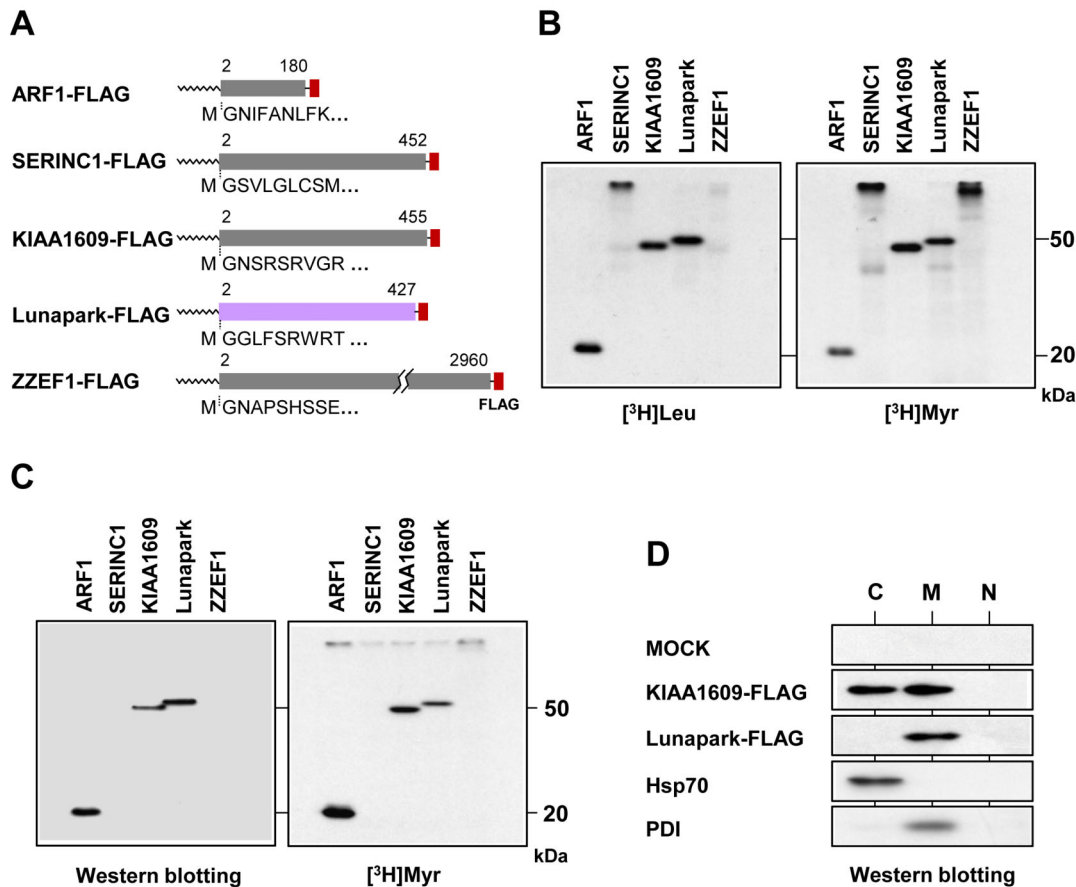 A
ARF1-FLAG
2 180
M GNIFANLFK...
SERINC1-FLAG
2 452
M GSVLGLCSM...
KIAA1609-FLAG
2 455
M GNSRSRVGR ...
Lunapark-FLAG
2 427
M GGLFSRWRT ...
ZZEF1-FLAG
2 2960
M GNAPSHSSE...
FLAG
B
ARF1 SERINC1 KIAA1609 Lunapark ZZEF1
ARF1 SERINC1 KIAA1609 Lunapark ZZEF1
50
20
kDa
[³H]Leu [³H]Myr
C
ARF1 SERINC1 KIAA1609 Lunapark ZZEF1
ARF1 SERINC1 KIAA1609 Lunapark ZZEF1
50
20
kDa
Western blotting [³H]Myr
D
C M N
MOCK
KIAA1609-FLAG
Lunapark-FLAG
Hsp70
PDI
Western blotting